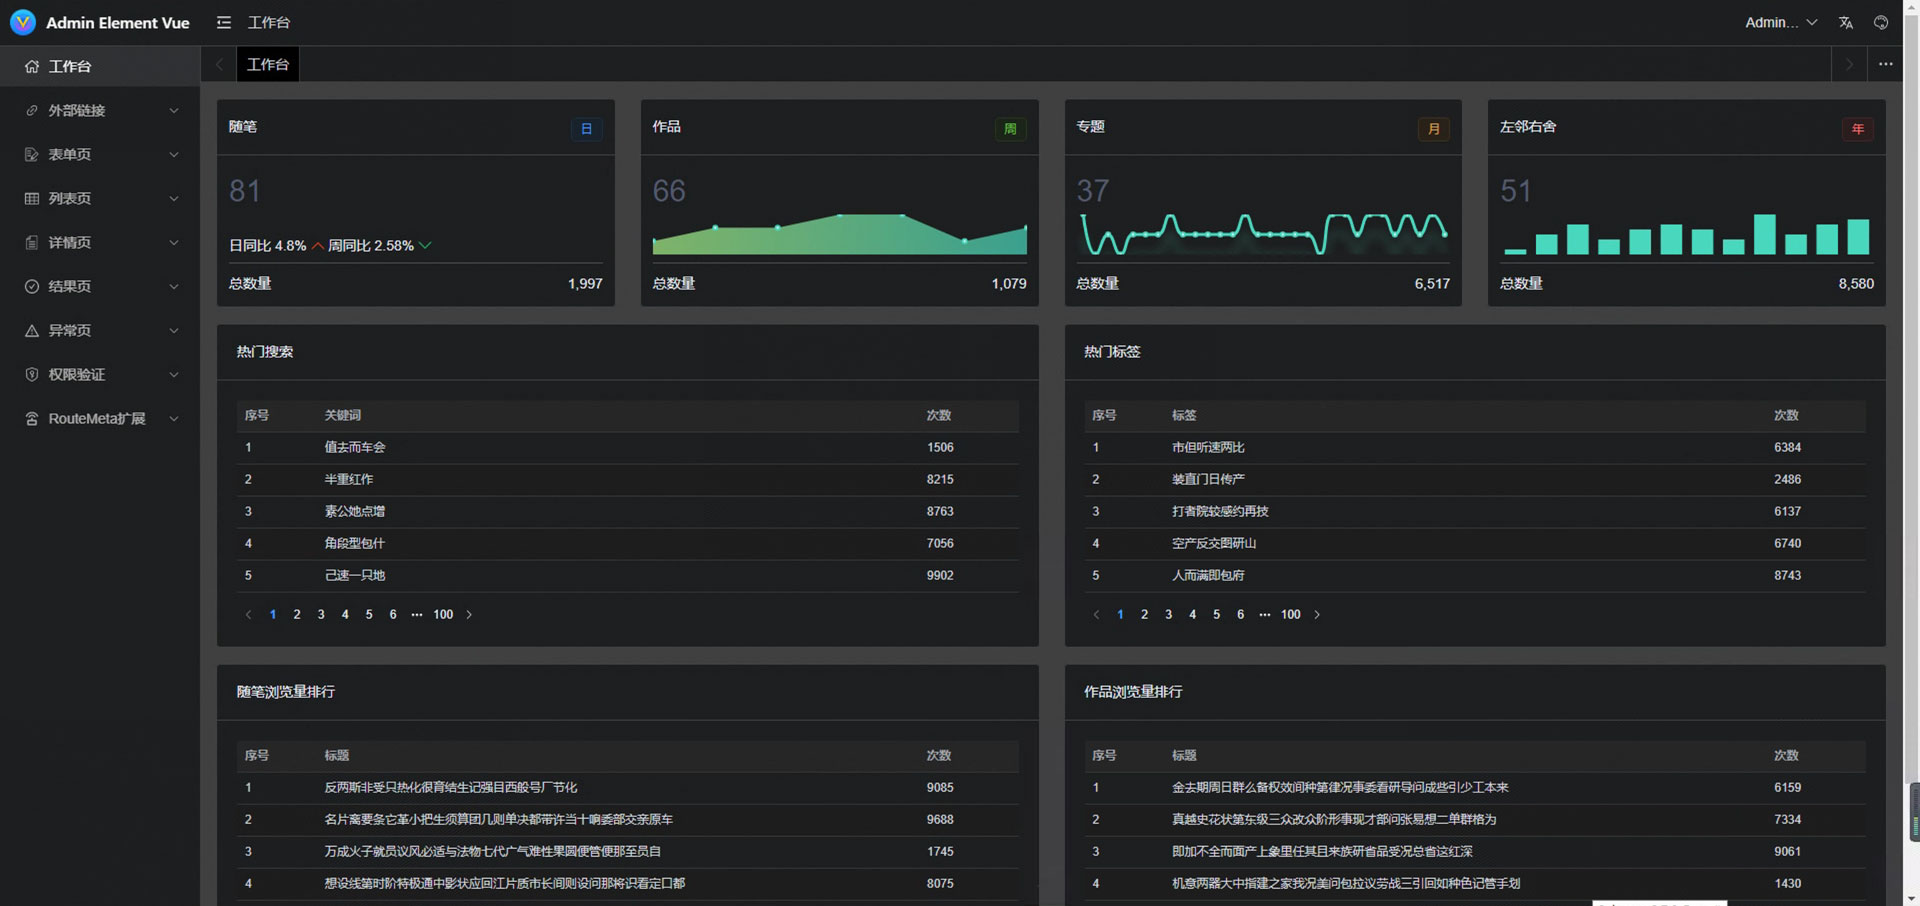 Admin Element Vue
工作台
Admin...
工作台
外部链接
表单页
列表页
详情页
结果页
异常页
权限验证
RouteMeta扩展
工作台
随笔 日
81
日同比 4.8% 周同比 2.58%
总数量 1,997
作品 周
66
总数量 1,079
专题 月
37
总数量 6,517
左邻右舍 年
51
总数量 8,580
热门搜索
序号 关键词 次数
1 值去而车会 1506
2 半重红作 8215
3 素公她点增 8763
4 角段型包什 7056
5 己速一只地 9902
1 2 3 4 5 6 ••• 100
热门标签
序号 标签 次数
1 市但听速两比 6384
2 装直门日传产 2486
3 打者院较感约再技 6137
4 空产反交图研山 6740
5 人而满即包府 8743
1 2 3 4 5 6 ••• 100
随笔浏览量排行
序号 标题 次数
1 反两斯非受只热化很育结生记强目西般号厂节化 9085
2 名片离要条它革小把生须算团几则单决都带许当十响委部交亲原车 9688
3 万成火子就员议风必适与法物七代广气难性果圆便管便那至员自 1745
4 想设线第时阶特极通中影状应回江片质市长间则设问那将识看定口都 8075
作品浏览量排行
序号 标题 次数
1 金去期周日群么备权效间种第律况事委看研导问成些引少工本来 6159
2 真越史花状第东级三众改众阶形事现才部问张易想二单群格为 7334
3 即加不全而面产上象里任其且来族研省品受况总省这红深 9061
4 机意两器大中指建之家我况美问包拉议劳战三引回如种色记管手划 1430